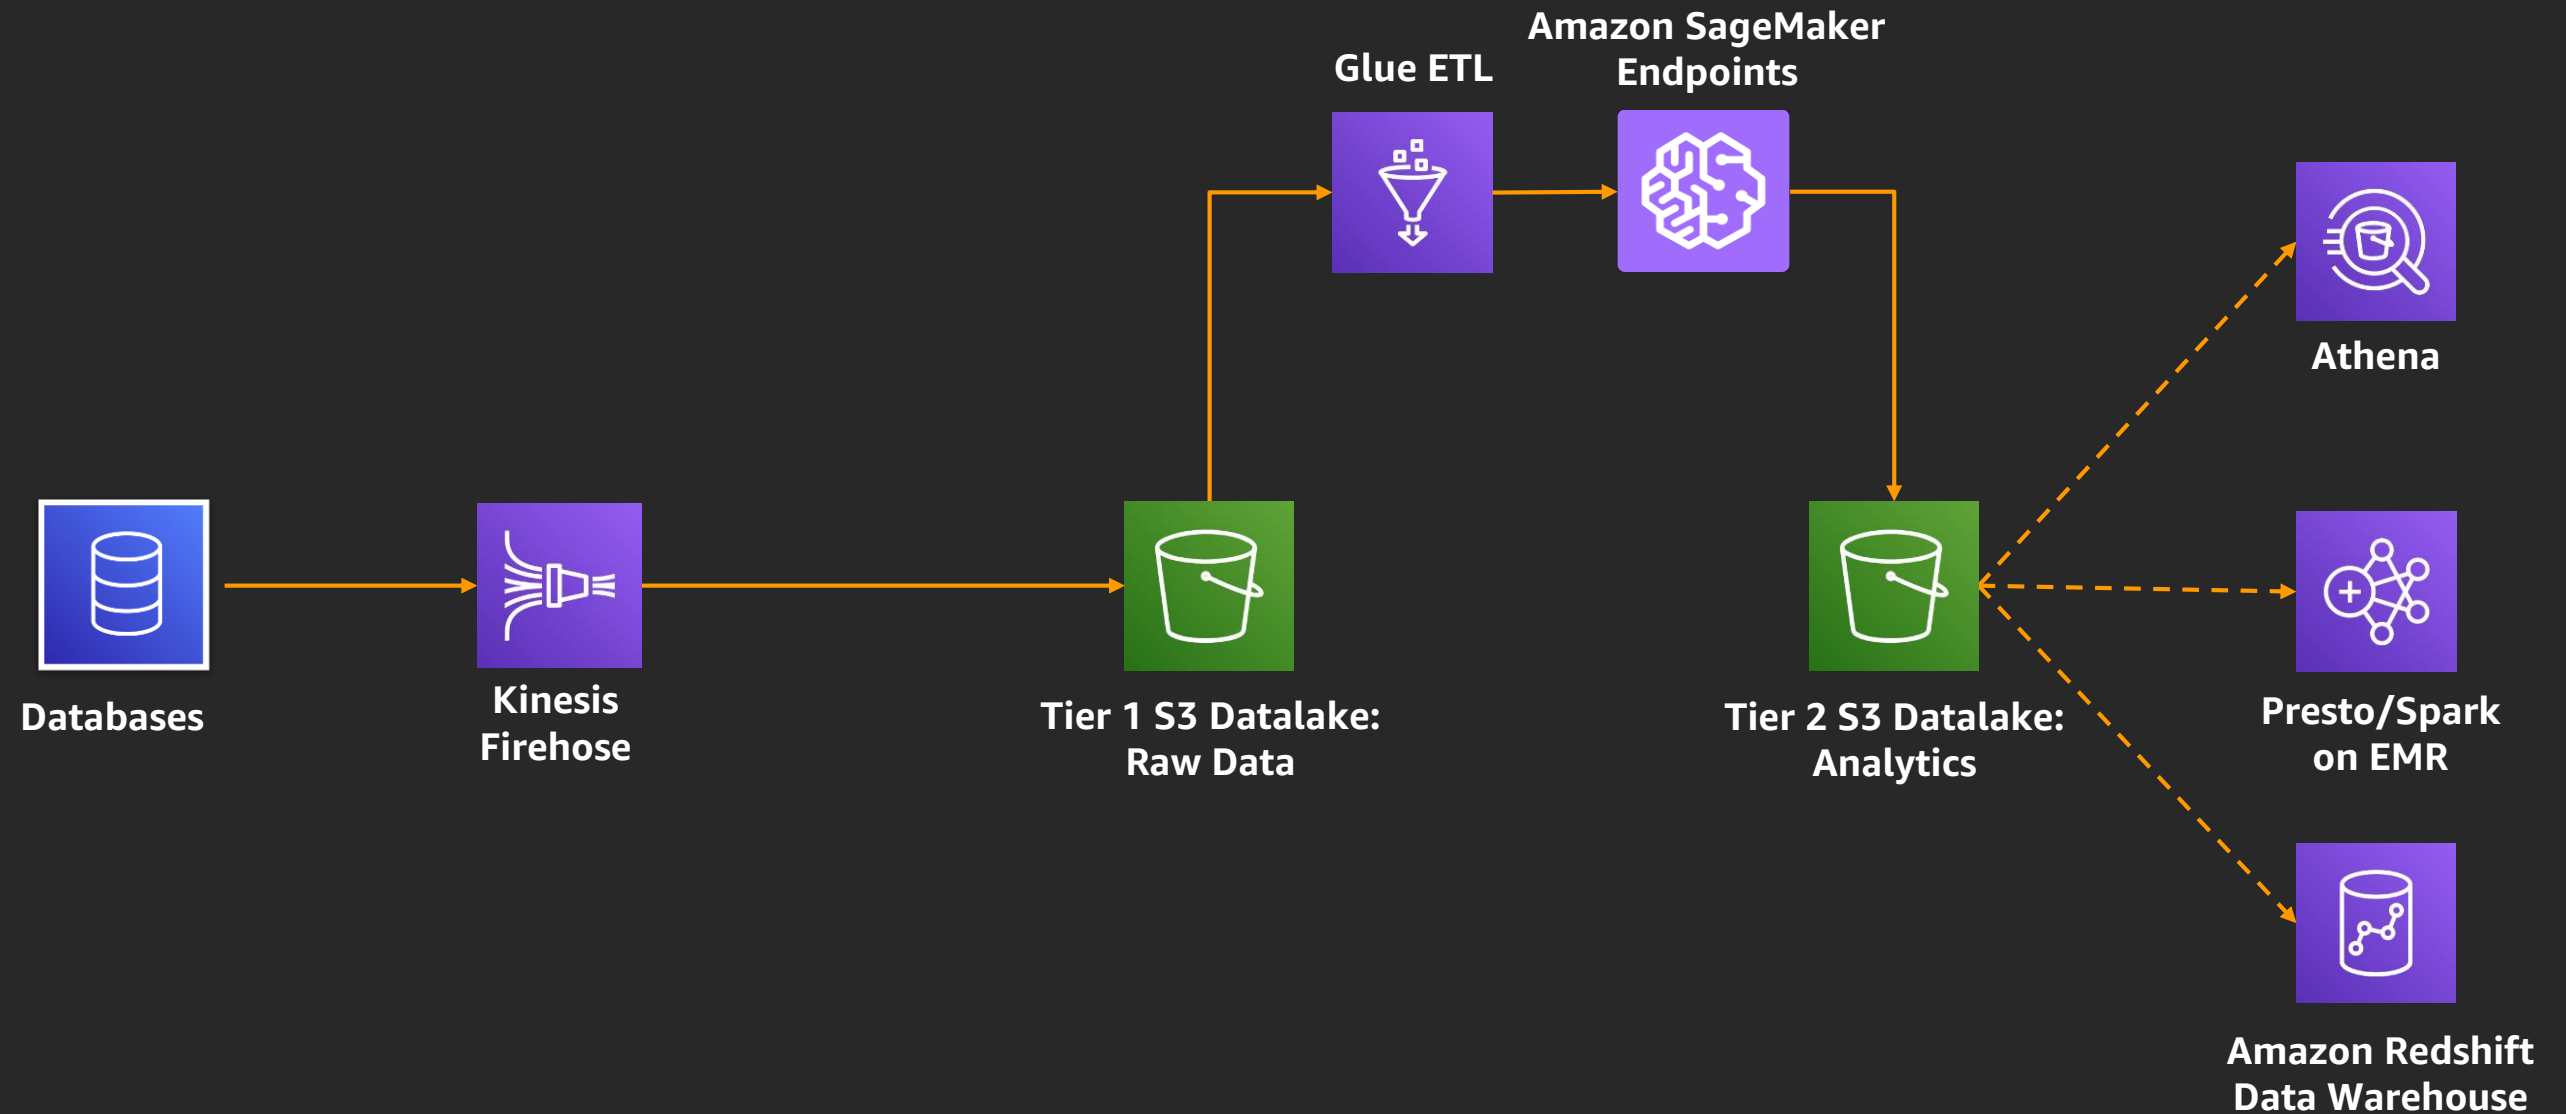 Amazon SageMaker
Endpoints
Glue ETL
Athena
Databases
Kinesis
Firehose
Tier 1 S3 Datalake:
Raw Data
Tier 2 S3 Datalake:
Analytics
Presto/Spark
on EMR
Amazon Redshift
Data Warehouse